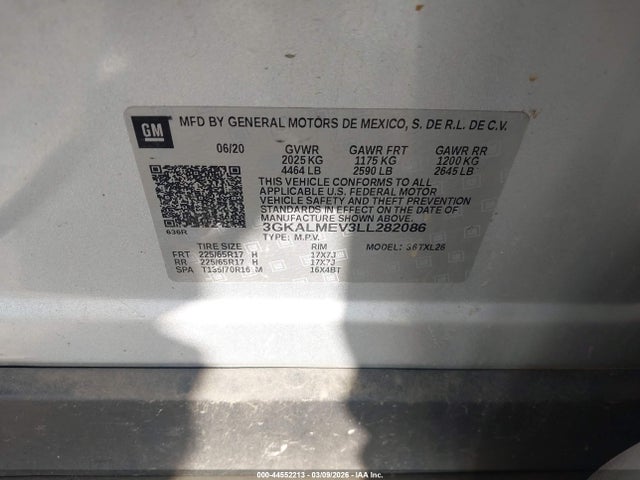 GM
MFD BY GENERAL MOTORS DE MEXICO, S. DE R.L. DE C.V.
06/20 GVWR GAWR FRT GAWR RR
2025 KG 1175 KG 1200 KG
4464 LB 2590 LB 2645 LB
THIS VEHICLE CONFORMS TO ALL
APPLICABLE U.S. FEDERAL MOTOR
VEHICLE SAFETY AND THEFT PREVENTION
STANDARDS IN EFFECT ON THE DATE OF
MANUFACTURE SHOWN ABOVE.
636R 3GKALMEV3LL282086
TYPE: M.P.V. MODEL: 36TXL26
TIRE SIZE RIM
FRT 225/65R17 H 17X7J
RR 225/65R17 H 17X7J
SPA T135/70R16 M 16X4BT
000-44552213 - 03/09/2026 - IAA Inc (c)